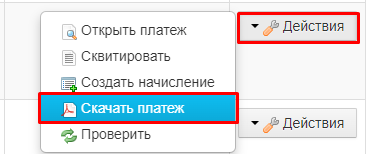 Действия
Открыть платеж
Сквитировать
Создать начисление
Скачать платеж
Проверить
Действия